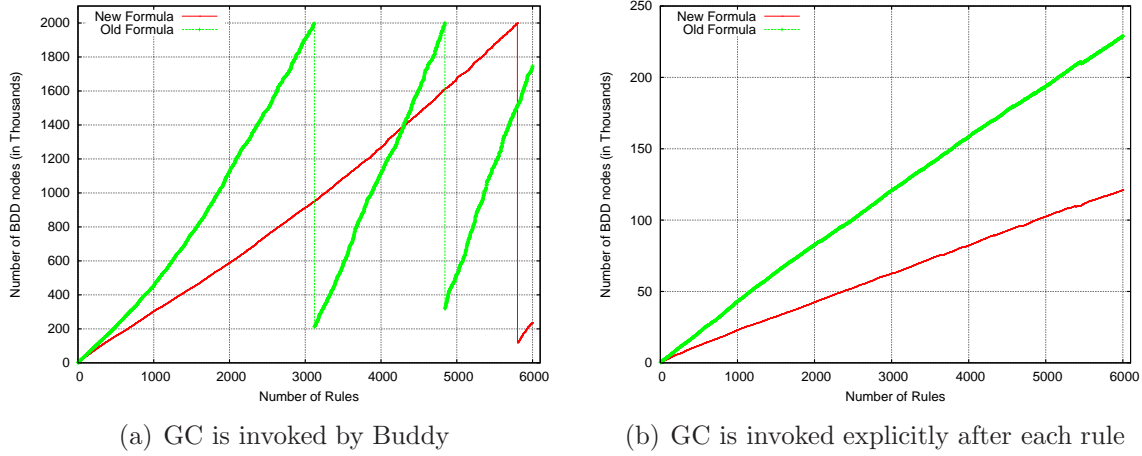 New Formula
Old Formula
2000
1800
1600
1400
1200
1000
800
600
400
200
0
Number of BDD nodes (in Thousands)
0 1000 2000 3000 4000 5000 6000
Number of Rules
(a) GC is invoked by Buddy
New Formula
Old Formula
250
200
150
100
50
0
Number of BDD nodes (in Thousands)
0 1000 2000 3000 4000 5000 6000
Number of Rules
(b) GC is invoked explicitly after each rule